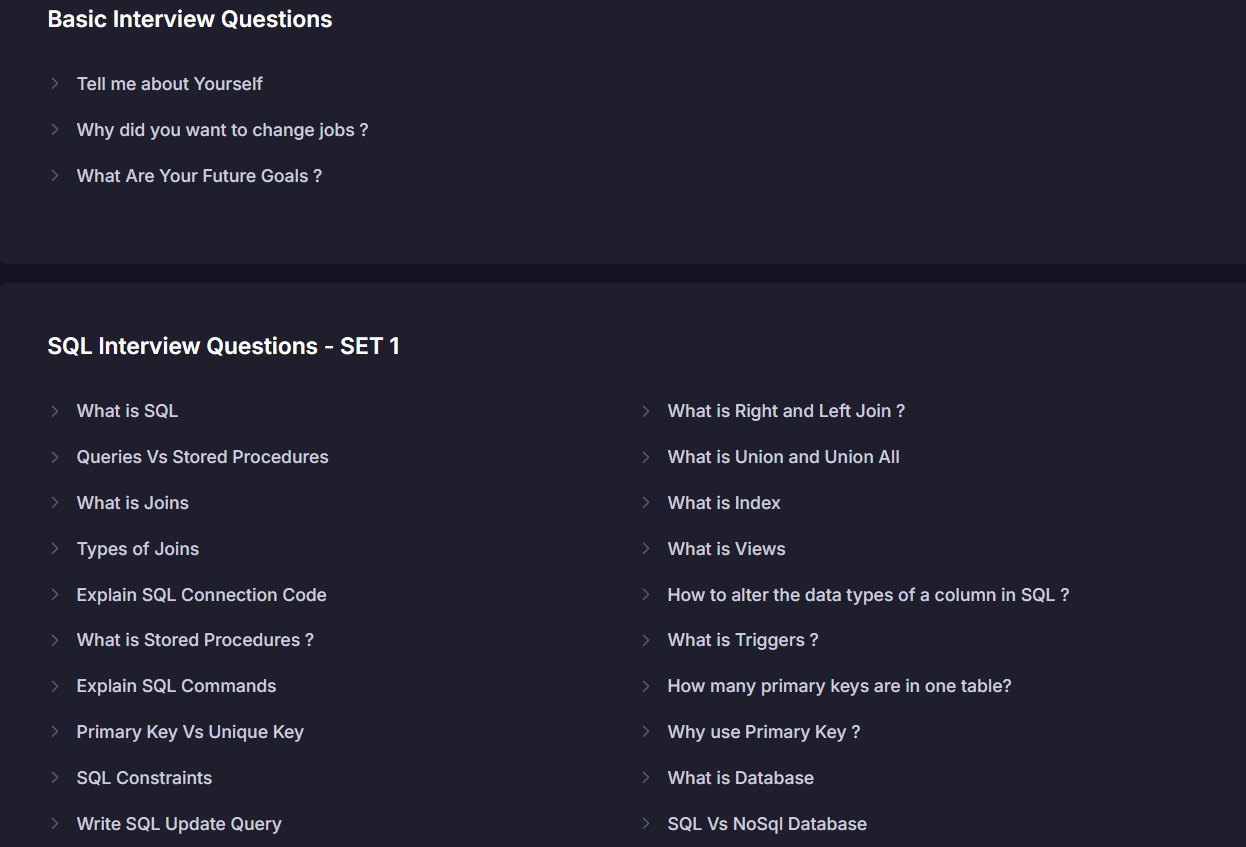 Basic Interview Questions
Tell me about Yourself
Why did you want to change jobs ?
What Are Your Future Goals ?
SQL Interview Questions - SET 1
What is SQL
Queries Vs Stored Procedures
What is Joins
Types of Joins
Explain SQL Connection Code
What is Stored Procedures ?
Explain SQL Commands
Primary Key Vs Unique Key
SQL Constraints
Write SQL Update Query
What is Right and Left Join ?
What is Union and Union All
What is Index
What is Views
How to alter the data types of a column in SQL ?
What is Triggers ?
How many primary keys are in one table?
Why use Primary Key ?
What is Database
SQL Vs NoSql Database